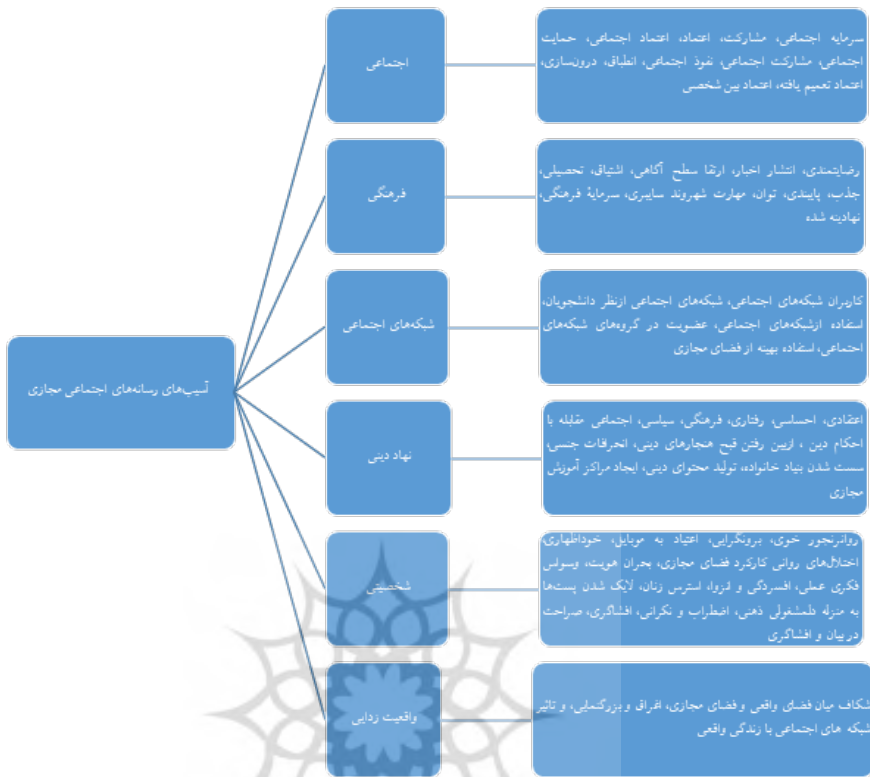 آسیب‌های رسانه‌های اجتماعی مجازی
اجتماعی
سرمایه اجتماعی، مشارکت، اعتماد، اعتماد اجتماعی، حمایت
اجتماعی، مشارکت اجتماعی، نفوذ اجتماعی، انطباق، درون‌سازی،
اعتماد تعمیم یافته، اعتماد بین شخصی
فرهنگی
رضایتمندی، انتشار اخبار، ارتقا سطح آگاهی، اشتیاق، تحصیلی،
جذب، پایبندی، توان، مهارت شهروند سایبری، سرمایهٔ فرهنگی،
نهادینه شده
شبکه‌های اجتماعی
کاربران شبکه‌های اجتماعی، شبکه‌های اجتماعی ازنظر دانشجویان،
استفاده ازشبکه‌های اجتماعی، عضویت در گروه‌های شبکه‌های
اجتماعی، استفاده بهینه از فضای مجازی
نهاد دینی
اعتقادی، احساسی، رفتاری، فرهنگی، سیاسی، اجتماعی مقابله با
احکام دین ، ازبین رفتن قبح هنجارهای دینی، انحرافات جنسی،
سست شدن بنیاد خانواده، تولید محتوای دینی، ایجاد مراکز آموزش
مجازی
شخصیتی
روانرنجور خوی، برونگرایی، اعتیاد به موبایل، خوداظهاری،
اختلال‌های روانی کارکرد فضای مجازی، بحران هویت، وسواس
فکری عملی، افسردگی و انزوا، استرس زنان، لایک شدن پست‌ها
به منزله دلمشغولی ذهنی، اضطراب و نگرانی، افشاگری، صراحت
دربیان و افشاگری
واقعیت زدایی
شکاف میان فضای واقعی و فضای مجازی، اغراق و بزرگنمایی، و تاثیر
شبکه های اجتماعی با زندگی واقعی